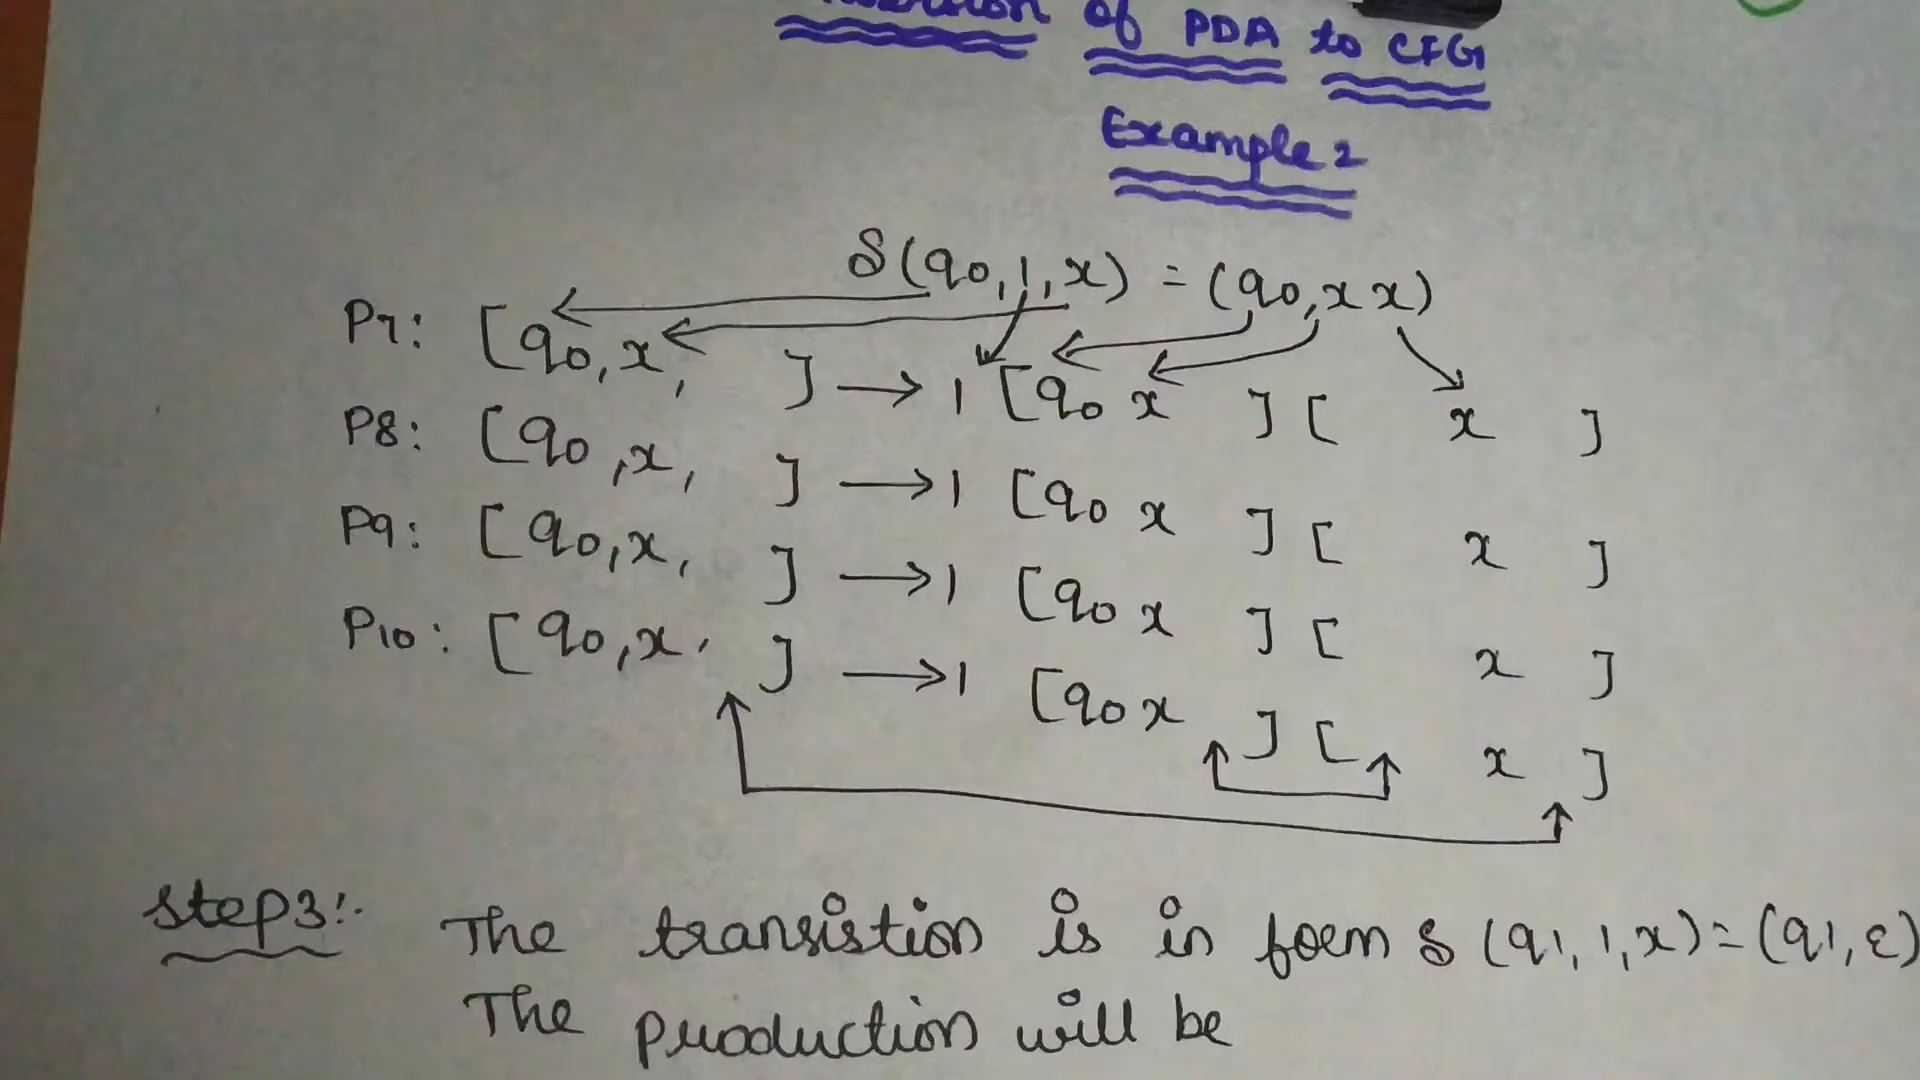 of PDA to CFG
Example 2
δ(q0,1,x) = (q0,xx)
P7: [q0,x, ] → 1 [q0 x ] [ x ]
P8: [q0,x, ] → 1 [q0 x ] [ x ]
P9: [q0,x, ] → 1 [q0 x ] [ x ]
P10: [q0,x, ] → 1 [q0 x ] [ x ]
Step3:- The transistion is in form δ(q1,1,x)=(q1,ε)
The production will be